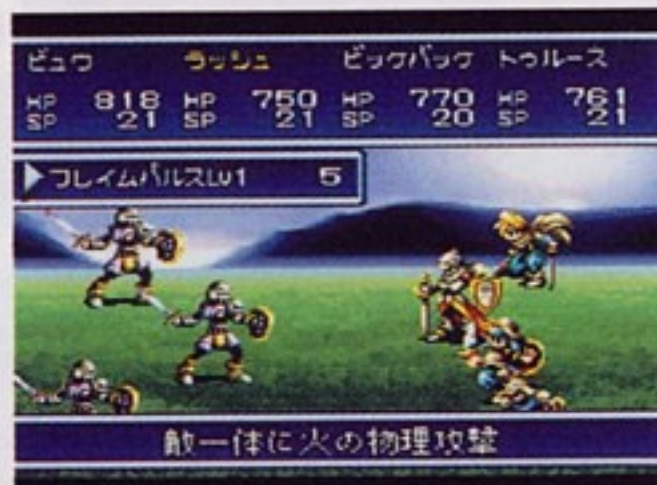 ビュウ ラッシュ ビッケバッケ トゥルース
HP 818 HP 750 HP 770 HP 761
SP 21 SP 21 SP 20 SP 21
▶フレイムパルスLv1 5
敵一体に火の物理攻撃